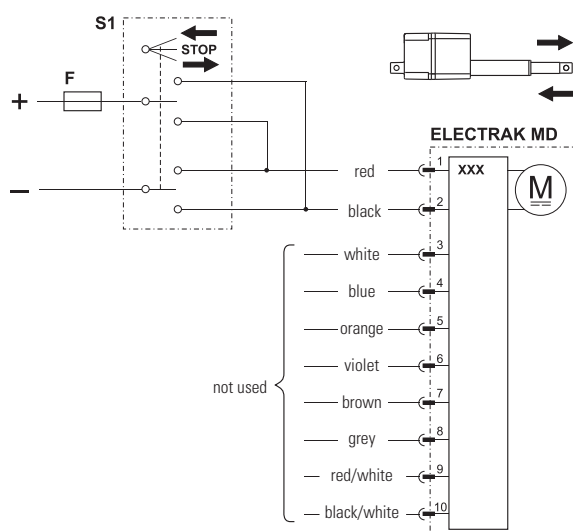 S1
STOP
F
+
−
ELECTRAK MD
XXX
M
red 1
black 2
white 3
blue 4
orange 5
violet 6
not used
brown 7
grey 8
red/white 9
black/white 10